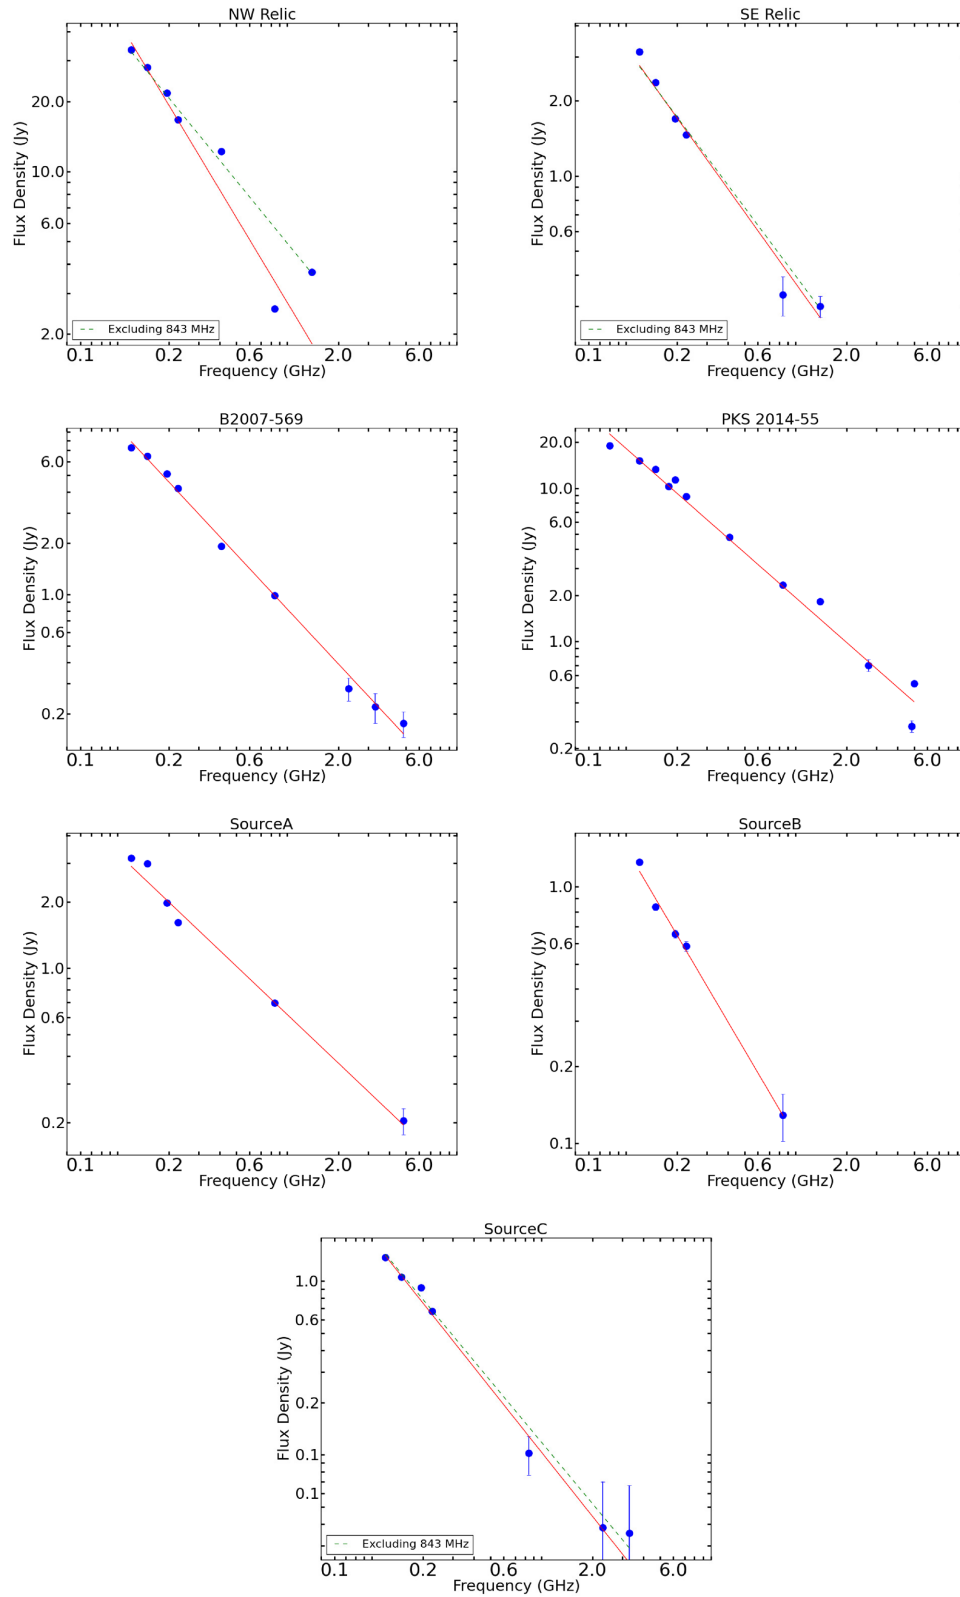 NW Relic
Flux Density (Jy)
20.0
10.0
6.0
2.0
Excluding 843 MHz
0.1 0.2 0.6 2.0 6.0
Frequency (GHz)
SE Relic
Flux Density (Jy)
2.0
1.0
0.6
Excluding 843 MHz
0.1 0.2 0.6 2.0 6.0
Frequency (GHz)
B2007-569
Flux Density (Jy)
6.0
2.0
1.0
0.6
0.2
0.1 0.2 0.6 2.0 6.0
Frequency (GHz)
PKS 2014-55
Flux Density (Jy)
20.0
10.0
6.0
2.0
1.0
0.6
0.2
0.1 0.2 0.6 2.0 6.0
Frequency (GHz)
SourceA
Flux Density (Jy)
2.0
1.0
0.6
0.2
0.1 0.2 0.6 2.0 6.0
Frequency (GHz)
SourceB
Flux Density (Jy)
1.0
0.6
0.2
0.1
0.1 0.2 0.6 2.0 6.0
Frequency (GHz)
SourceC
Flux Density (Jy)
1.0
0.6
0.2
0.1
0.1
Excluding 843 MHz
0.1 0.2 0.6 2.0 6.0
Frequency (GHz)